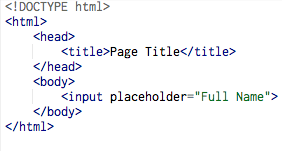 <!DOCTYPE html>
<html>
    <head>
        <title>Page Title</title>
    </head>
    <body>
        <input placeholder="Full Name">
    </body>
</html>